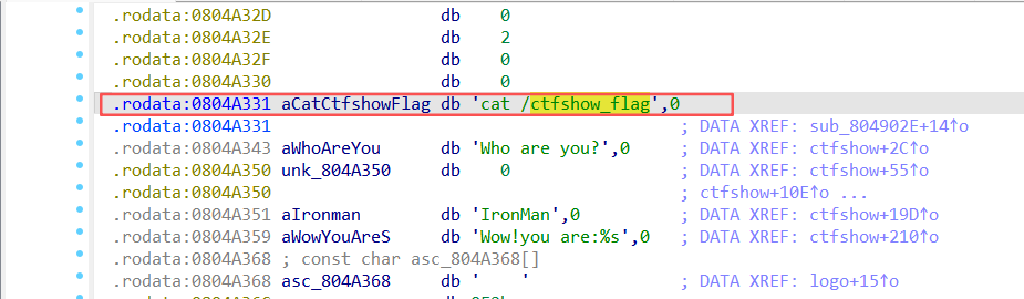 .rodata:0804A32D db 0
.rodata:0804A32E db 2
.rodata:0804A32F db 0
.rodata:0804A330 db 0
.rodata:0804A331 aCatCtfshowFlag db 'cat /ctfshow_flag',0
.rodata:0804A331 ; DATA XREF: sub_804902E+14↑o
.rodata:0804A343 aWhoAreYou db 'Who are you?',0 ; DATA XREF: ctfshow+2C↑o
.rodata:0804A350 unk_804A350 db 0 ; DATA XREF: ctfshow+55↑o
.rodata:0804A350 ; ctfshow+10E↑o ...
.rodata:0804A351 aIronman db 'IronMan',0 ; DATA XREF: ctfshow+19D↑o
.rodata:0804A359 aWowYouAreS db 'Wow!you are:%s',0 ; DATA XREF: ctfshow+210↑o
.rodata:0804A368 ; const char asc_804A368[]
.rodata:0804A368 asc_804A368 db ' ' ; DATA XREF: logo+15↑o